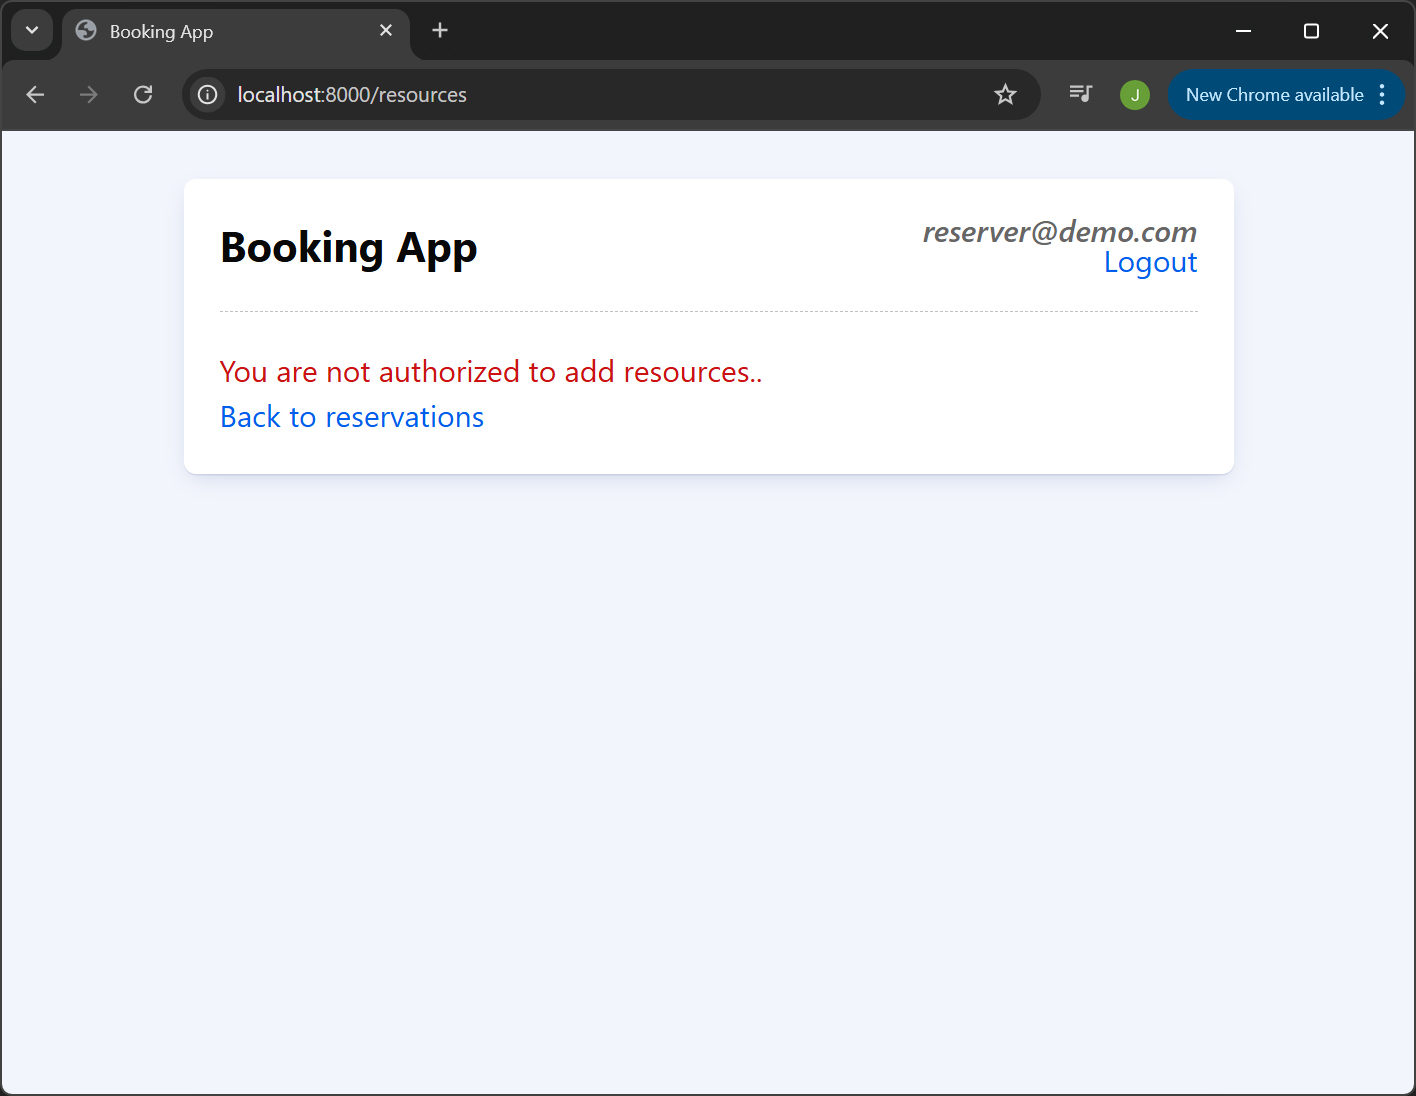 Booking App
localhost:8000/resources
J
New Chrome available
Booking App
reserver@demo.com
Logout
You are not authorized to add resources..
Back to reservations